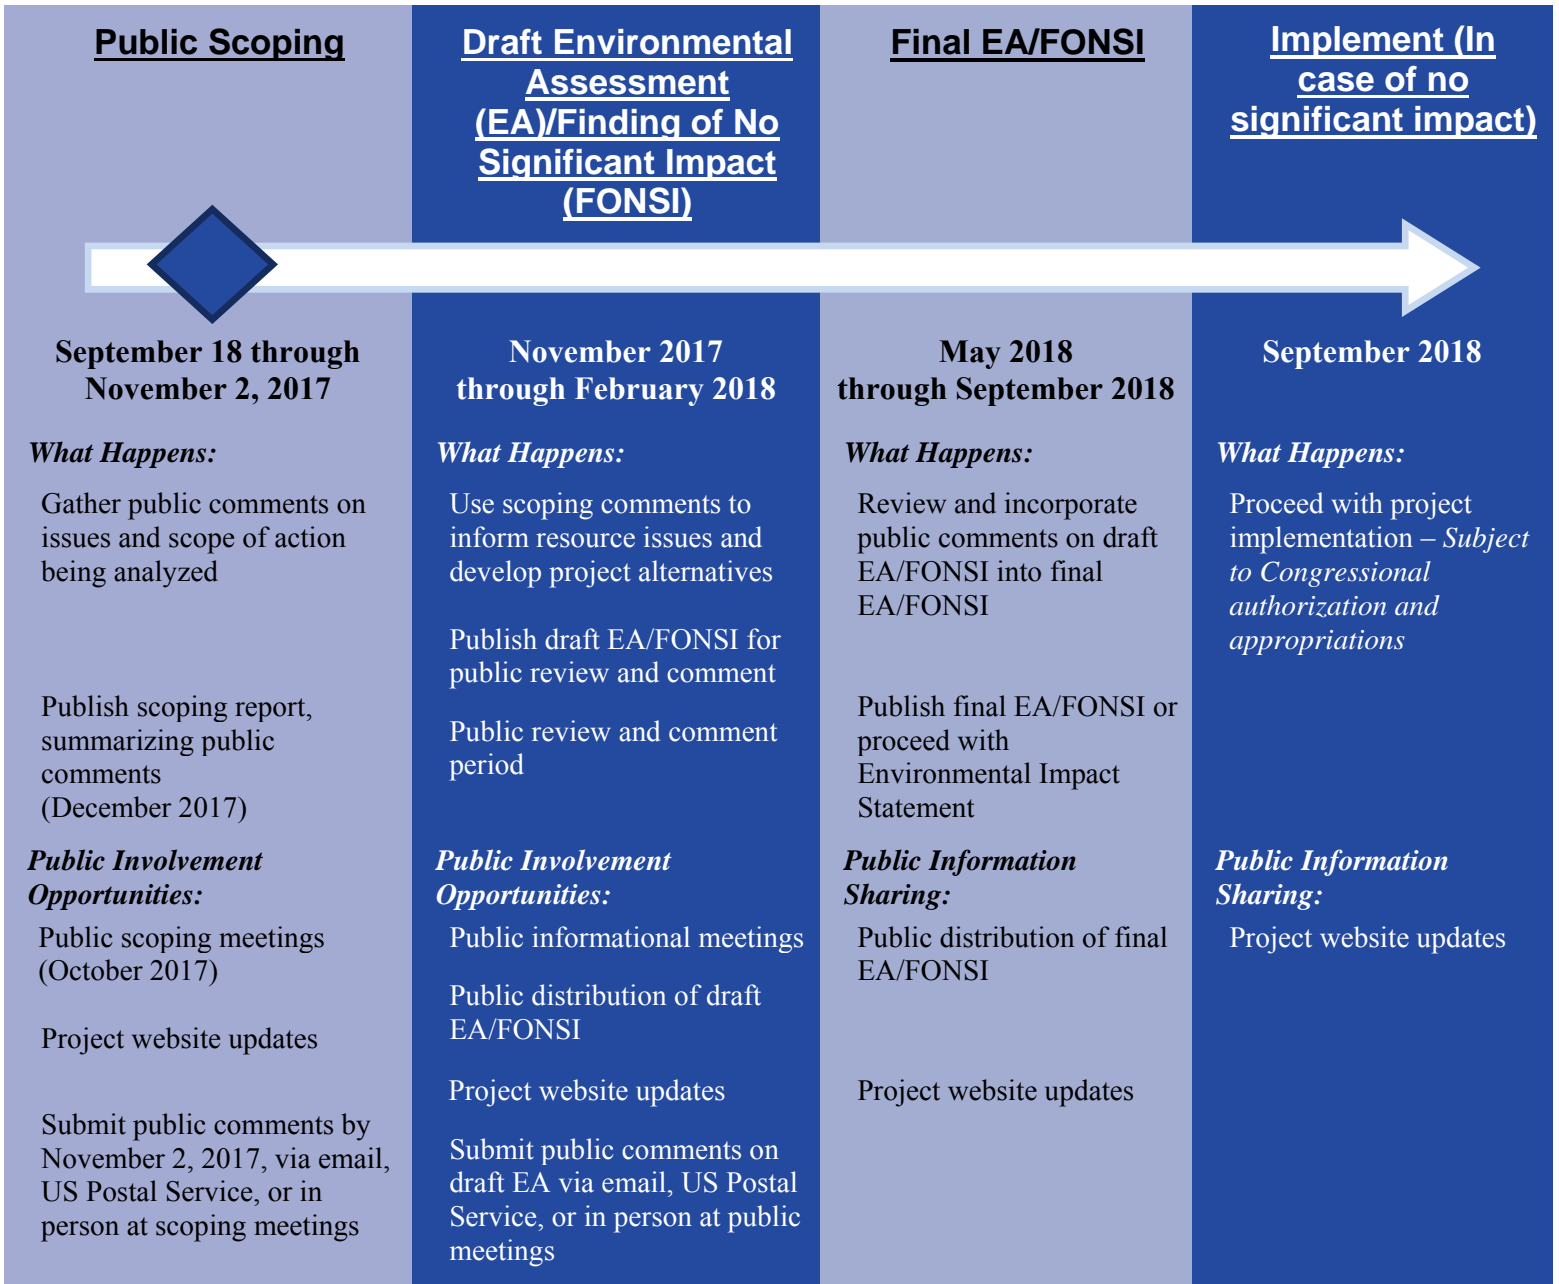 Public Scoping
September 18 through
November 2, 2017
What Happens:
Gather public comments on
issues and scope of action
being analyzed
Publish scoping report,
summarizing public
comments
(December 2017)
Public Involvement
Opportunities:
Public scoping meetings
(October 2017)
Project website updates
Submit public comments by
November 2, 2017, via email,
US Postal Service, or in
person at scoping meetings
Draft Environmental
Assessment
(EA)/Finding of No
Significant Impact
(FONSI)
November 2017
through February 2018
What Happens:
Use scoping comments to
inform resource issues and
develop project alternatives
Publish draft EA/FONSI for
public review and comment
Public review and comment
period
Public Involvement
Opportunities:
Public informational meetings
Public distribution of draft
EA/FONSI
Project website updates
Submit public comments on
draft EA via email, US Postal
Service, or in person at public
meetings
Final EA/FONSI
May 2018
through September 2018
What Happens:
Review and incorporate
public comments on draft
EA/FONSI into final
EA/FONSI
Publish final EA/FONSI or
proceed with
Environmental Impact
Statement
Public Information
Sharing:
Public distribution of final
EA/FONSI
Project website updates
Implement (In
case of no
significant impact)
September 2018
What Happens:
Proceed with project
implementation – Subject
to Congressional
authorization and
appropriations
Public Information
Sharing:
Project website updates